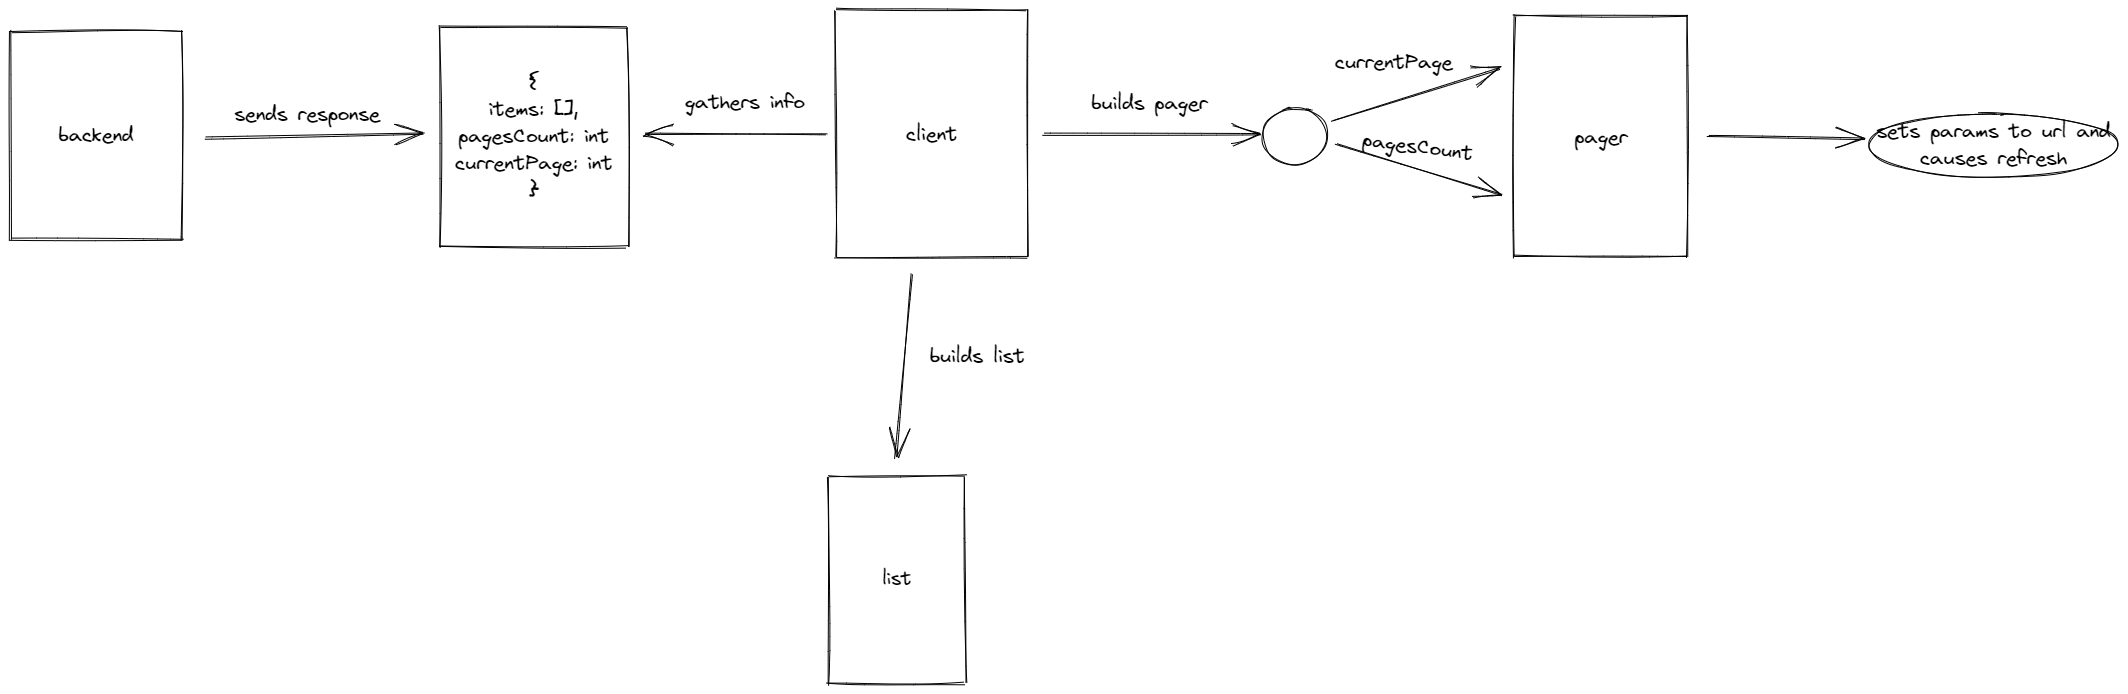 backend
sends response
{
items: [],
pagesCount: int
currentPage: int
}
gathers info
client
builds pager
currentPage
pagesCount
pager
sets params to url and
causes refresh
builds list
list